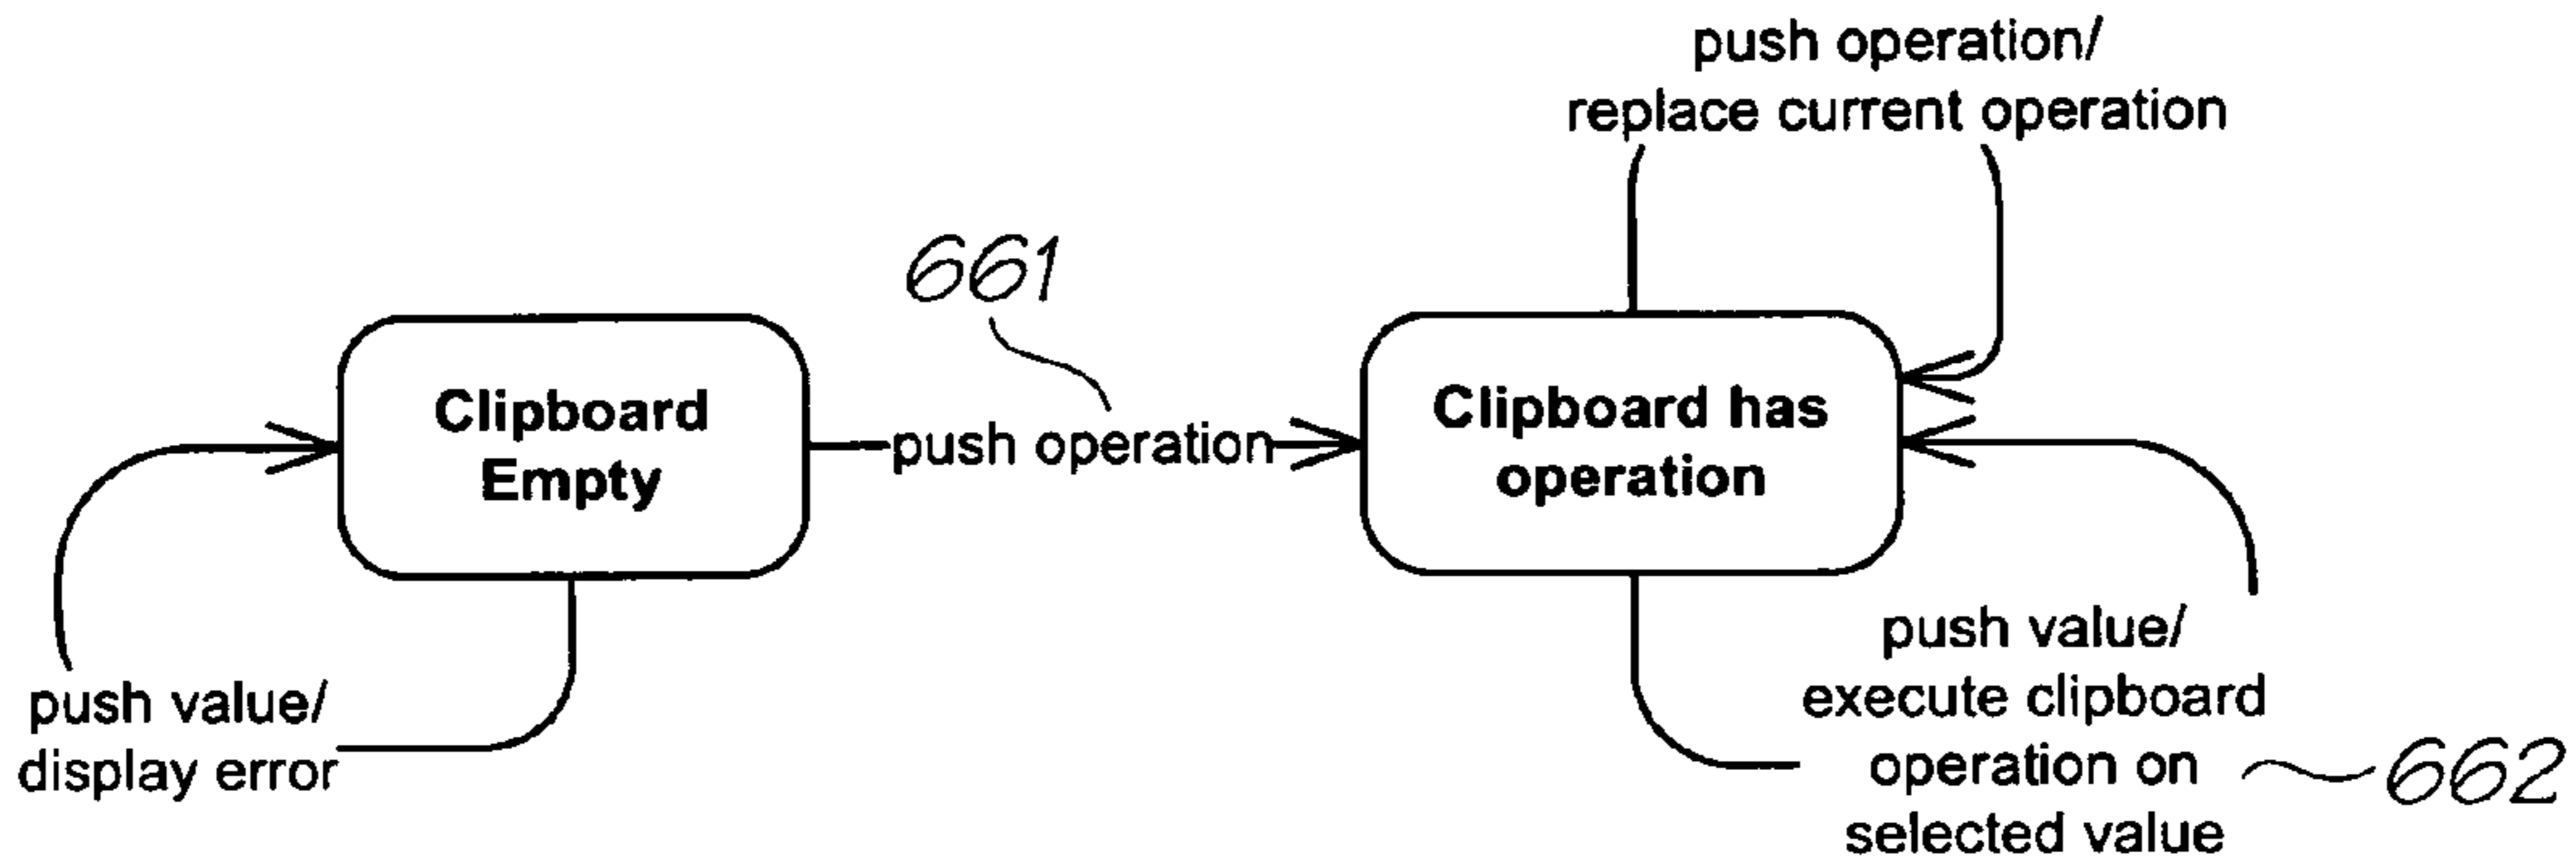 push operation/
replace current operation
661
Clipboard
Empty
push operation
Clipboard has
operation
push value/
display error
push value/
execute clipboard
operation on
selected value
662